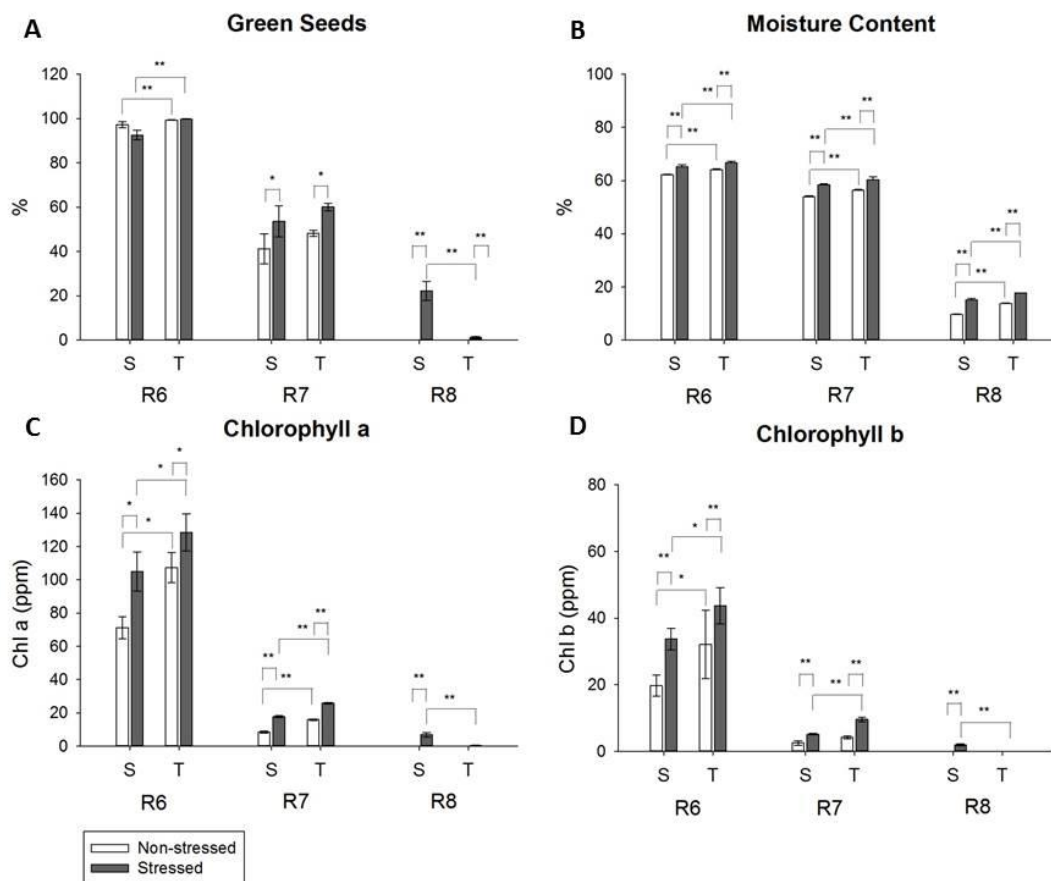 A Green Seeds
** **
120
100
80
60
40
20
0
%
* * ** ** **
S T S T S T
R6 R7 R8
B Moisture Content
100
80
60
40
20
0
%
** ** ** ** ** ** ** ** ** ** ** **
S T S T S T
R6 R7 R8
C Chlorophyll a
160
140
120
100
80
60
40
20
0
Chl a (ppm)
* * * * ** ** ** ** ** **
S T S T S T
R6 R7 R8
D Chlorophyll b
80
60
40
20
0
Chl b (ppm)
** * * ** ** ** ** ** **
S T S T S T
R6 R7 R8
Non-stressed
Stressed